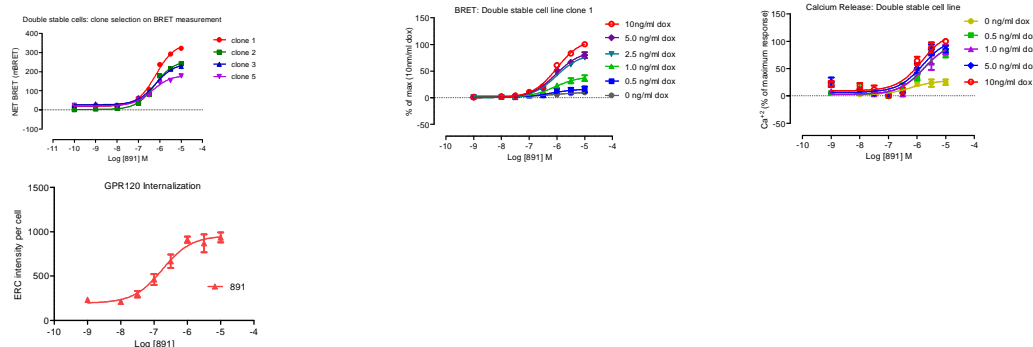 Double stable cells: clone selection on BRET measurement
NET BRET (mBRET)
400
300
200
100
0
-100
-11 -10 -9 -8 -7 -6 -5 -4
Log [891] M
clone 1
clone 2
clone 3
clone 5
BRET: Double stable cell line clone 1
% of max (10nm/ml dox)
150
100
50
0
-50
-10 -9 -8 -7 -6 -5 -4
Log [891] M
10ng/ml dox
5.0 ng/ml dox
2.5 ng/ml dox
1.0 ng/ml dox
0.5 ng/ml dox
0 ng/ml dox
Calcium Release: Double stable cell line
Ca+2 (% of maximum response)
150
100
50
0
-50
-10 -9 -8 -7 -6 -5 -4
Log [891] M
0 ng/ml dox
0.5 ng/ml dox
1.0 ng/ml dox
5.0 ng/ml dox
10ng/ml dox
GPR120 Internalization
ERC intensity per cell
1500
1000
500
0
-10 -9 -8 -7 -6 -5 -4
Log [891]
891